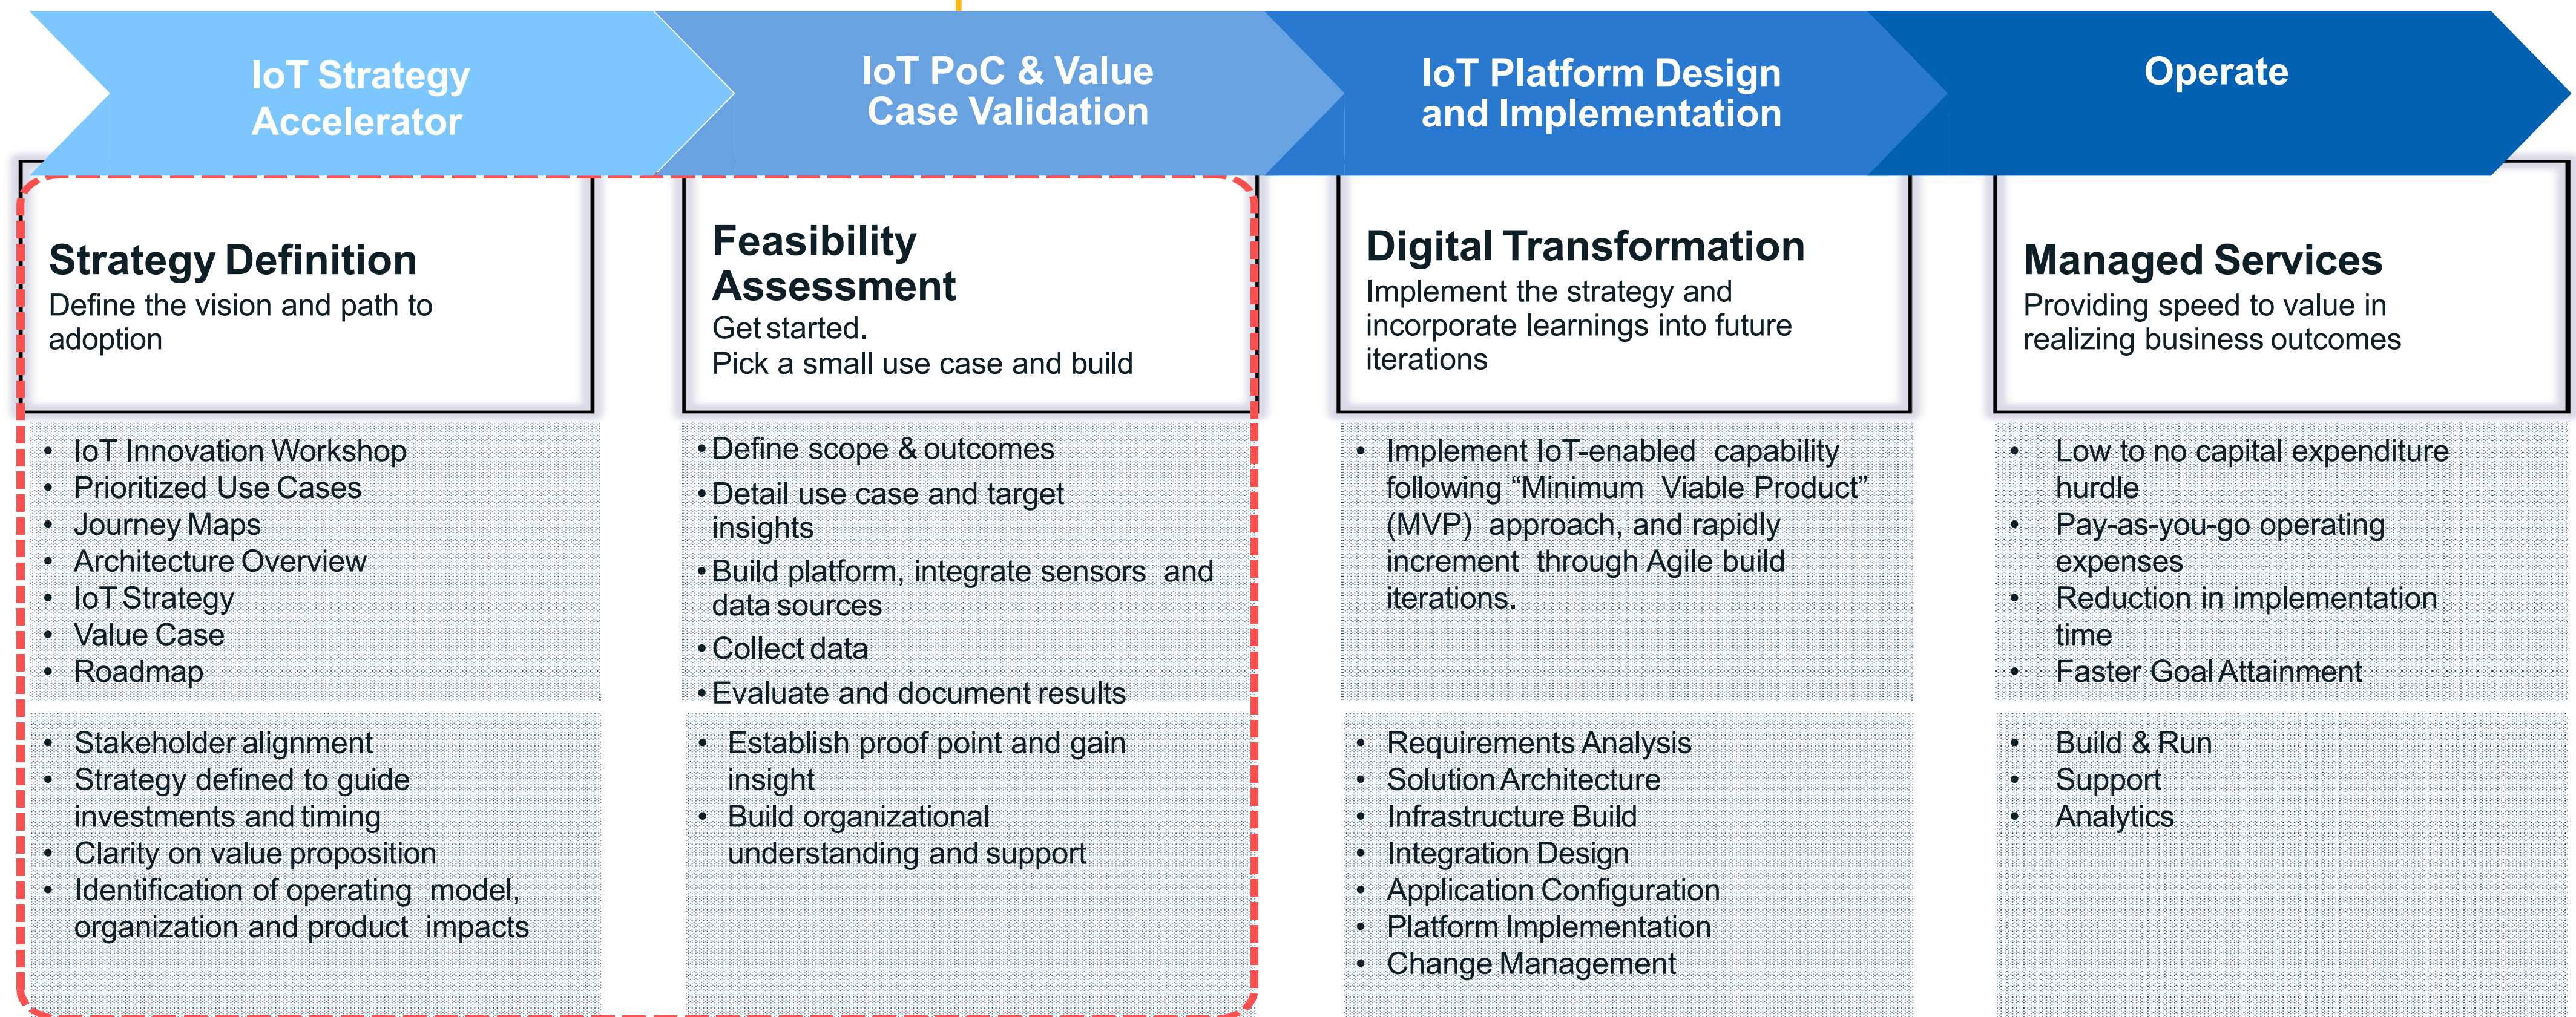 IoT Strategy
Accelerator
IoT PoC & Value
Case Validation
IoT Platform Design
and Implementation
Operate
Strategy Definition
Define the vision and path to
adoption
Feasibility
Assessment
Get started.
Pick a small use case and build
Digital Transformation
Implement the strategy and
incorporate learnings into future
iterations
Managed Services
Providing speed to value in
realizing business outcomes
• IoT Innovation Workshop
• Prioritized Use Cases
• Journey Maps
• Architecture Overview
• IoT Strategy
• Value Case
• Roadmap
• Define scope & outcomes
• Detail use case and target
insights
• Build platform, integrate sensors and
data sources
• Collect data
• Evaluate and document results
• Implement IoT-enabled capability
following “Minimum Viable Product”
(MVP) approach, and rapidly
increment through Agile build
iterations.
• Low to no capital expenditure
hurdle
• Pay-as-you-go operating
expenses
• Reduction in implementation
time
• Faster Goal Attainment
• Stakeholder alignment
• Strategy defined to guide
investments and timing
• Clarity on value proposition
• Identification of operating model,
organization and product impacts
• Establish proof point and gain
insight
• Build organizational
understanding and support
• Requirements Analysis
• Solution Architecture
• Infrastructure Build
• Integration Design
• Application Configuration
• Platform Implementation
• Change Management
• Build & Run
• Support
• Analytics